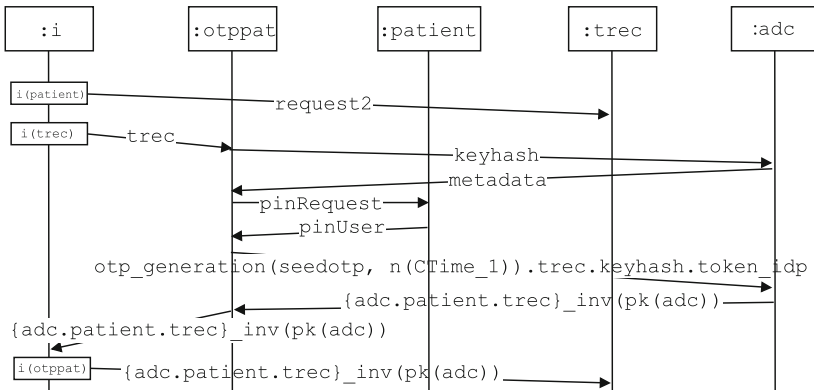 :i :otppat :patient :trec :adc
i(patient)
request2
i(trec)
trec
keyhash
metadata
pinRequest
pinUser
otp_generation(seedotp, n(CTime_1)).trec.keyhash.token_idp
{adc.patient.trec}_inv(pk(adc))
{adc.patient.trec}_inv(pk(adc))
i(otppat)
{adc.patient.trec}_inv(pk(adc))